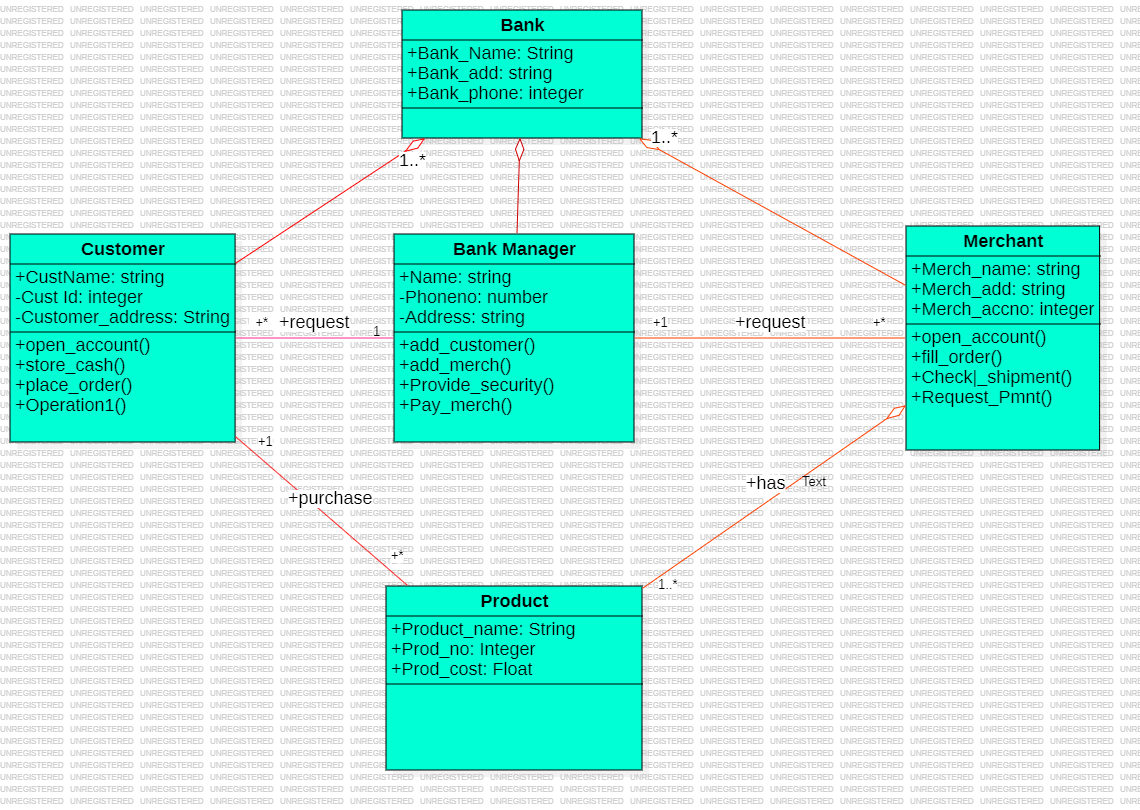 Bank
+Bank_Name: String
+Bank_add: string
+Bank_phone: integer
1..*
1..*
Customer
+CustName: string
-Cust Id: integer
-Customer_address: String
+open_account()
+store_cash()
+place_order()
+Operation1()
+*
+request
1
Bank Manager
+Name: string
-Phoneno: number
-Address: string
+add_customer()
+add_merch()
+Provide_security()
+Pay_merch()
+1
+request
+*
Merchant
+Merch_name: string
+Merch_add: string
+Merch_accno: integer
+open_account()
+fill_order()
+Check|_shipment()
+Request_Pmnt()
+1
+purchase
+*
+has
Text
1..*
Product
+Product_name: String
+Prod_no: Integer
+Prod_cost: Float
UNREGISTERED